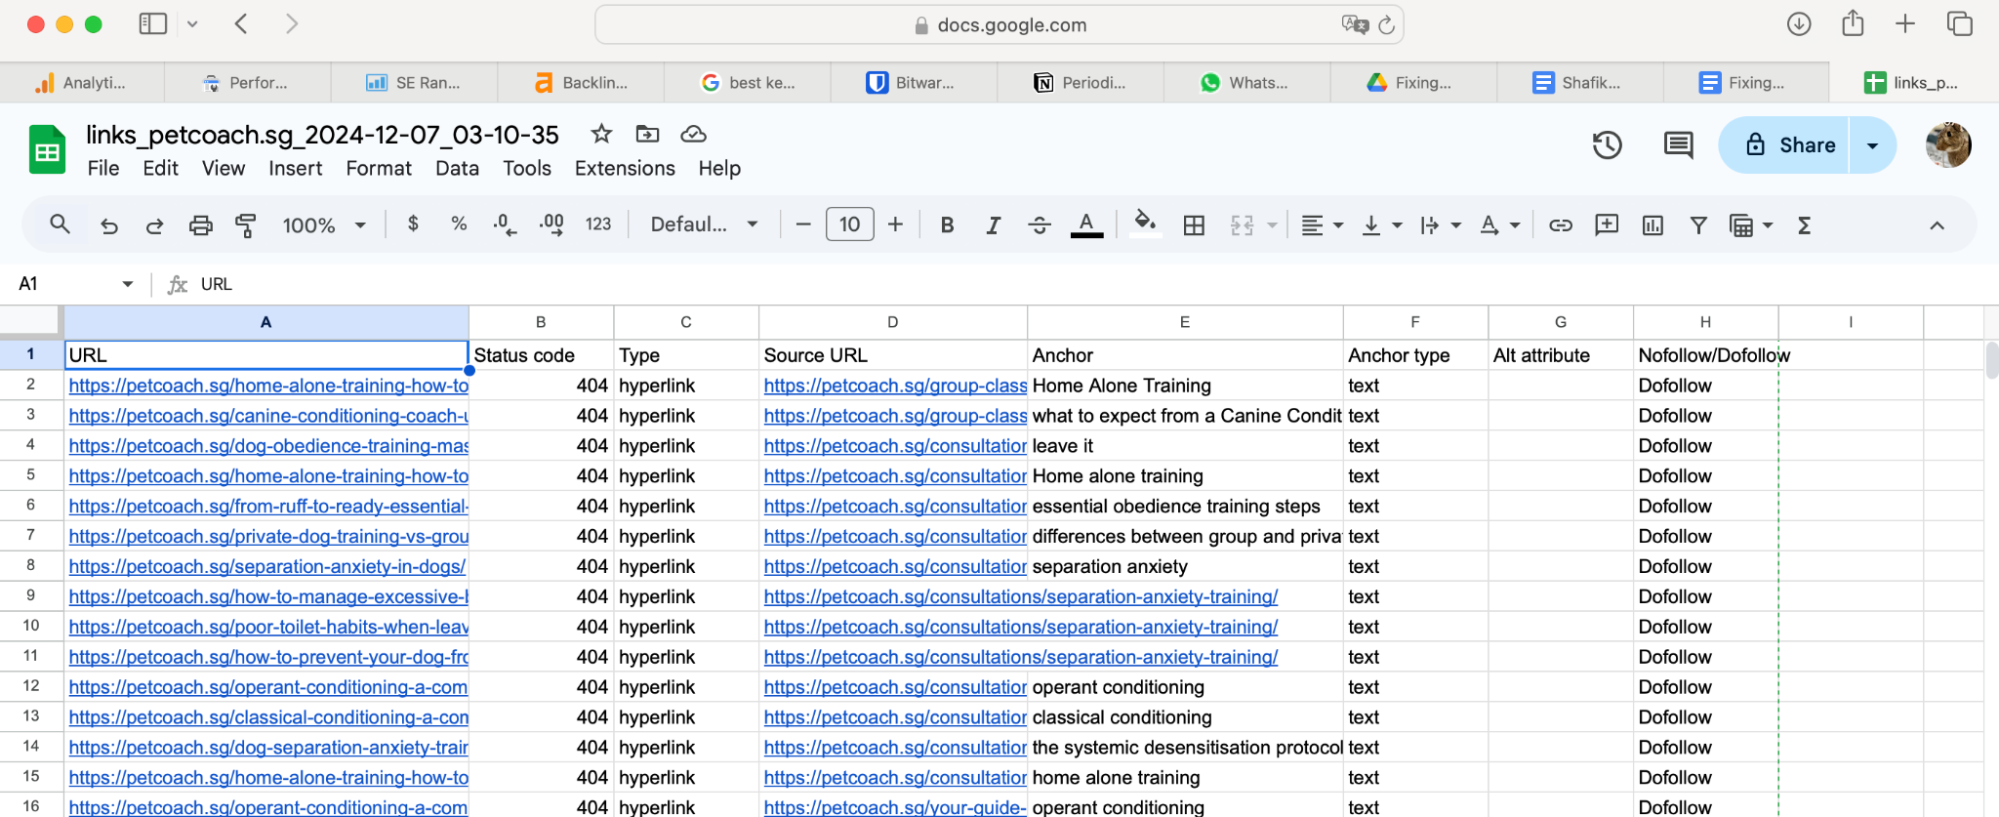 docs.google.com
Analyti... Perfor... SE Ran... Backlin... best ke... Bitwar... Periodi... Whats... Fixing... Shafik... Fixing... links_p...
links_petcoach.sg_2024-12-07_03-10-35
Share
File Edit View Insert Format Data Tools Extensions Help
100% $ % .0 .00 123 Defaul... 10 B I A A Σ
A1 fx URL
A B C D E F G H I
1 URL Status code Type Source URL Anchor Anchor type Alt attribute Nofollow/Dofollow
2 https://petcoach.sg/home-alone-training-how-to 404 hyperlink https://petcoach.sg/group-class Home Alone Training text Dofollow
3 https://petcoach.sg/canine-conditioning-coach-u 404 hyperlink https://petcoach.sg/group-class what to expect from a Canine Condit text Dofollow
4 https://petcoach.sg/dog-obedience-training-mas 404 hyperlink https://petcoach.sg/consultation leave it text Dofollow
5 https://petcoach.sg/home-alone-training-how-to 404 hyperlink https://petcoach.sg/consultation Home alone training text Dofollow
6 https://petcoach.sg/from-ruff-to-ready-essential- 404 hyperlink https://petcoach.sg/consultation essential obedience training steps text Dofollow
7 https://petcoach.sg/private-dog-training-vs-grou 404 hyperlink https://petcoach.sg/consultation differences between group and priva text Dofollow
8 https://petcoach.sg/separation-anxiety-in-dogs/ 404 hyperlink https://petcoach.sg/consultation separation anxiety text Dofollow
9 https://petcoach.sg/how-to-manage-excessive-b 404 hyperlink https://petcoach.sg/consultations/separation-anxiety-training/ text Dofollow
10 https://petcoach.sg/poor-toilet-habits-when-leav 404 hyperlink https://petcoach.sg/consultations/separation-anxiety-training/ text Dofollow
11 https://petcoach.sg/how-to-prevent-your-dog-fro 404 hyperlink https://petcoach.sg/consultations/separation-anxiety-training/ text Dofollow
12 https://petcoach.sg/operant-conditioning-a-com 404 hyperlink https://petcoach.sg/consultation operant conditioning text Dofollow
13 https://petcoach.sg/classical-conditioning-a-com 404 hyperlink https://petcoach.sg/consultation classical conditioning text Dofollow
14 https://petcoach.sg/dog-separation-anxiety-train 404 hyperlink https://petcoach.sg/consultation the systemic desensitisation protocol text Dofollow
15 https://petcoach.sg/home-alone-training-how-to 404 hyperlink https://petcoach.sg/consultation home alone training text Dofollow
16 https://petcoach.sg/operant-conditioning-a-com 404 hyperlink https://petcoach.sg/your-guide- operant conditioning text Dofollow